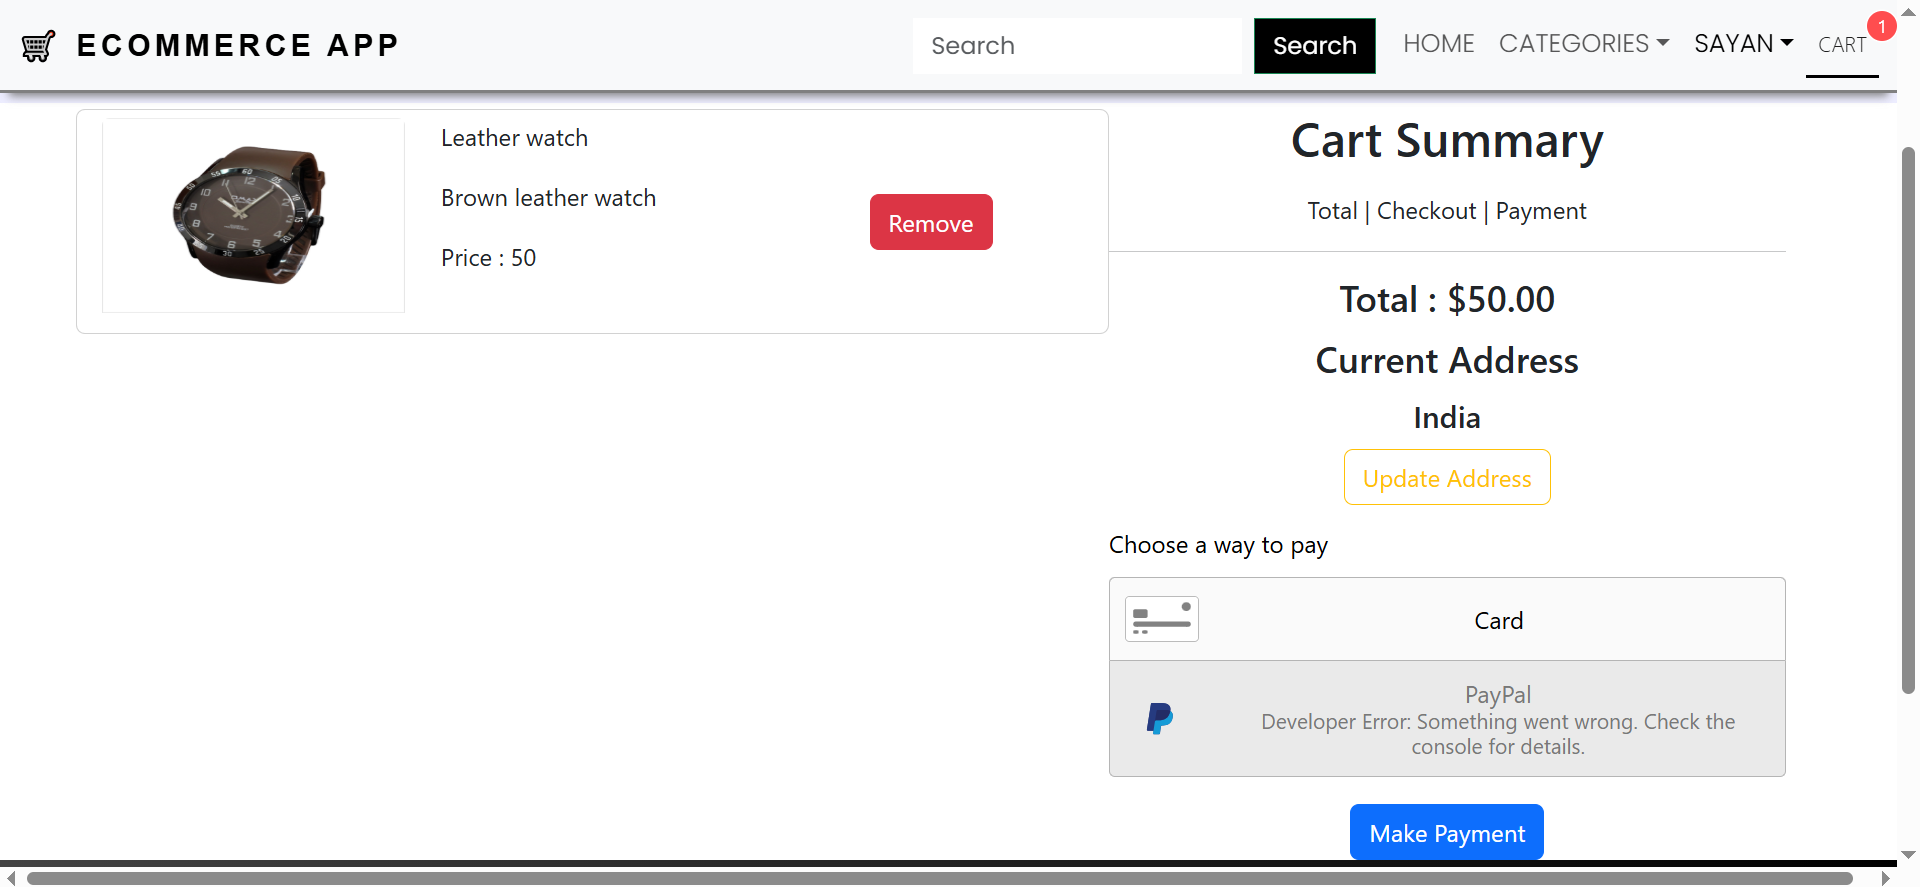 ECOMMERCE APP
Search
Search
HOME
CATEGORIES
SAYAN
CART
1
Leather watch
Brown leather watch
Price : 50
Remove
Cart Summary
Total | Checkout | Payment
Total : $50.00
Current Address
India
Update Address
Choose a way to pay
Card
PayPal
Developer Error: Something went wrong. Check the
console for details.
Make Payment